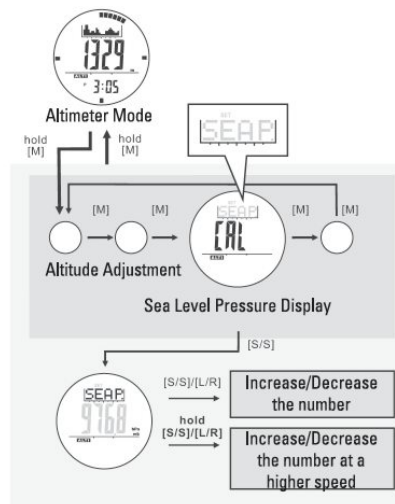 1329
3:05
Altimeter Mode
hold
[M]
hold
[M]
SET
SEAP
[M]
[M]
SEAP
CAL
[M]
[M]
Altitude Adjustment
Sea Level Pressure Display
[S/S]
SEAP
9768
[S/S]/[L/R]
Increase/Decrease
the number
hold
[S/S]/[L/R]
Increase/Decrease
the number at a
higher speed